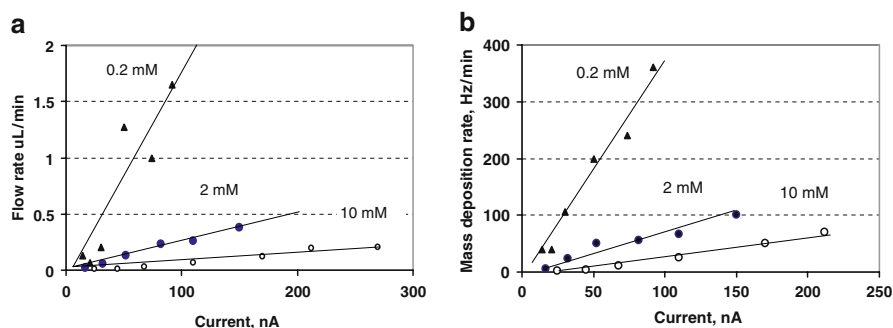 a
Flow rate uL/min
2
1.5
1
0.5
0
0.2 mM
2 mM
10 mM
0 100 200 300
Current, nA
b
Mass deposition rate, Hz/min
400
300
200
100
0
0.2 mM
2 mM
10 mM
0 50 100 150 200 250
Current, nA